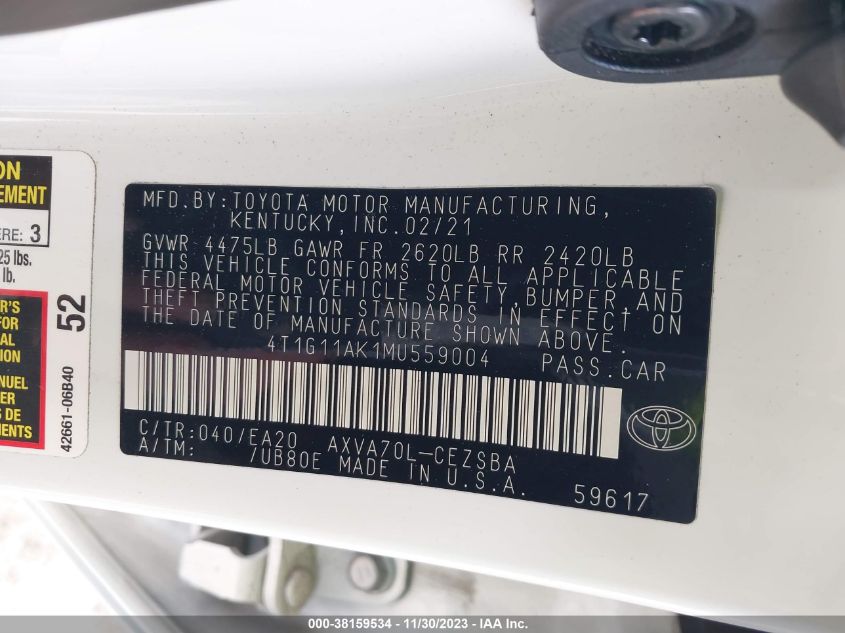 ON
EMENT
ERE: 3
25 lbs.
lb.
R'S
FOR
AL
ION
NUEL
S DE
MENTS
52
42661-06B40
MFD.BY:TOYOTA MOTOR MANUFACTURING,
KENTUCKY,INC.02/21
GVWR 4475LB GAWR FR 2620LB RR 2420LB
THIS VEHICLE CONFORMS TO ALL APPLICABLE
FEDERAL MOTOR VEHICLE SAFETY,BUMPER,AND
THEFT PREVENTION STANDARDS IN EFFECT ON
THE DATE OF MANUFACTURE SHOWN ABOVE.
4T1G11AK1MU559004 PASS.CAR
C/TR:040/EA20 AXVA70L-CEZSBA
A/TM: 7UB80E MADE IN U.S.A.
59617
000-38159534 - 11/30/2023 - IAA Inc.